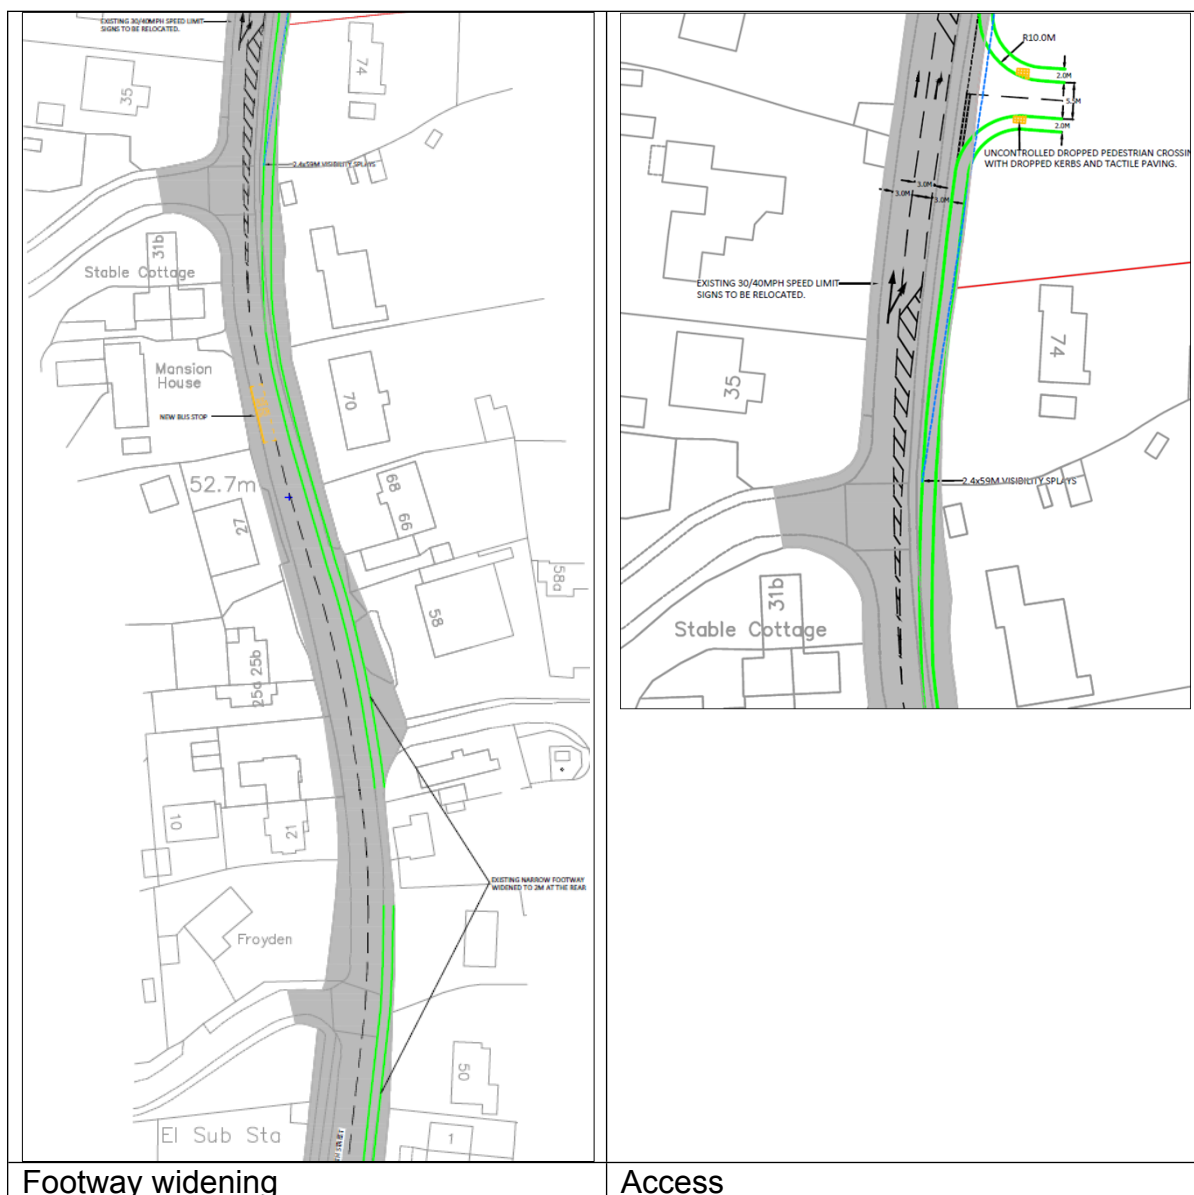 EXISTING 30/40MPH SPEED LIMIT
SIGNS TO BE RELOCATED.
74
35
2.4x59M VISIBILITY SPLAYS
31b
Stable Cottage
Mansion
House
70
NEW BUS STOP
52.7m
68
66
27
58a
58
25a 25b
10
21
EXISTING NARROW FOOTWAY
WIDENED TO 2M AT THE REAR
Froyden
50
El Sub Sta
1
Footway widening
R10.0M
2.0M
2.0M
UNCONTROLLED DROPPED PEDESTRIAN CROSSIN
WITH DROPPED KERBS AND TACTILE PAVING.
3.0M
3.0M
3.0M
EXISTING 30/40MPH SPEED LIMIT
SIGNS TO BE RELOCATED.
74
35
2.4x59M VISIBILITY SPLAYS
31b
Stable Cottage
Access